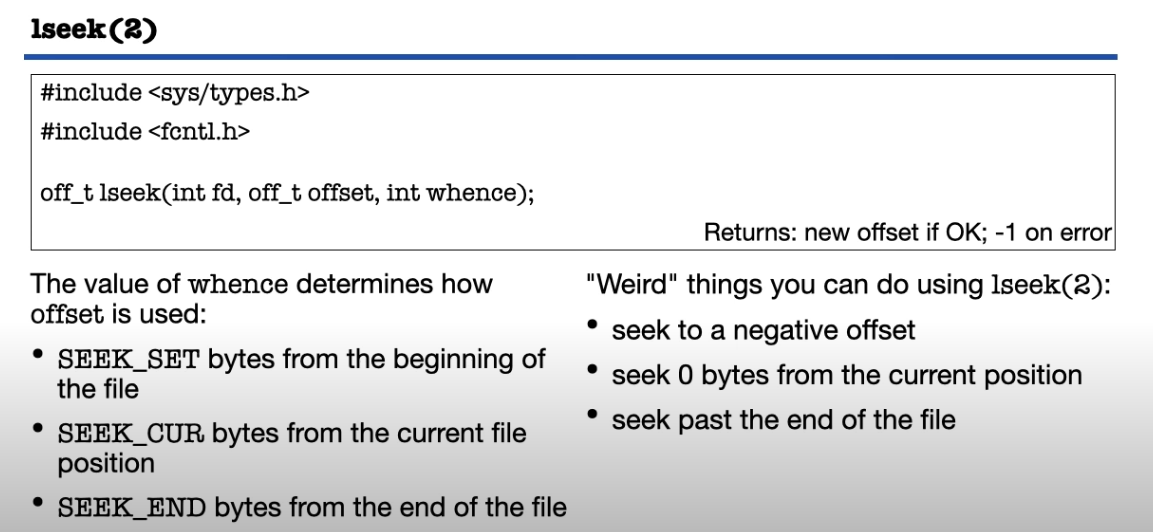 lseek(2)
#include <sys/types.h>
#include <fcntl.h>
off_t lseek(int fd, off_t offset, int whence);
Returns: new offset if OK; -1 on error
The value of whence determines how
offset is used:
• SEEK_SET bytes from the beginning of
the file
• SEEK_CUR bytes from the current file
position
• SEEK_END bytes from the end of the file
"Weird" things you can do using lseek(2):
• seek to a negative offset
• seek 0 bytes from the current position
• seek past the end of the file